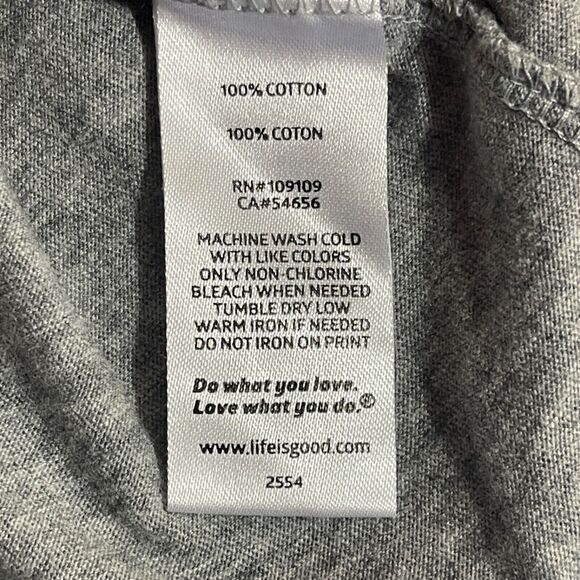 100% COTTON
100% COTON
RN#109109
CA#54656
MACHINE WASH COLD
WITH LIKE COLORS
ONLY NON-CHLORINE
BLEACH WHEN NEEDED
TUMBLE DRY LOW
WARM IRON IF NEEDED
DO NOT IRON ON PRINT
Do what you love.
Love what you do.®
www.lifeisgood.com
2554